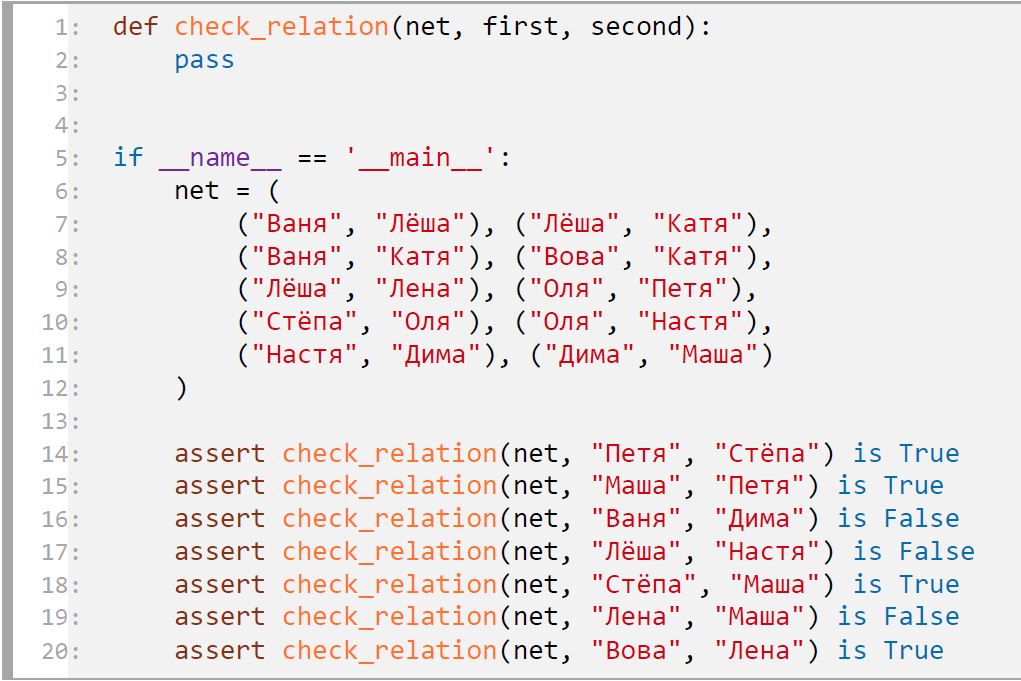 1: def check_relation(net, first, second):
2:     pass
3:
4:
5: if __name__ == '__main__':
6:     net = (
7:         ("Ваня", "Лёша"), ("Лёша", "Катя"),
8:         ("Ваня", "Катя"), ("Вова", "Катя"),
9:         ("Лёша", "Лена"), ("Оля", "Петя"),
10:         ("Стёпа", "Оля"), ("Оля", "Настя"),
11:         ("Настя", "Дима"), ("Дима", "Маша")
12:     )
13:
14:     assert check_relation(net, "Петя", "Стёпа") is True
15:     assert check_relation(net, "Маша", "Петя") is True
16:     assert check_relation(net, "Ваня", "Дима") is False
17:     assert check_relation(net, "Лёша", "Настя") is False
18:     assert check_relation(net, "Стёпа", "Маша") is True
19:     assert check_relation(net, "Лена", "Маша") is False
20:     assert check_relation(net, "Вова", "Лена") is True